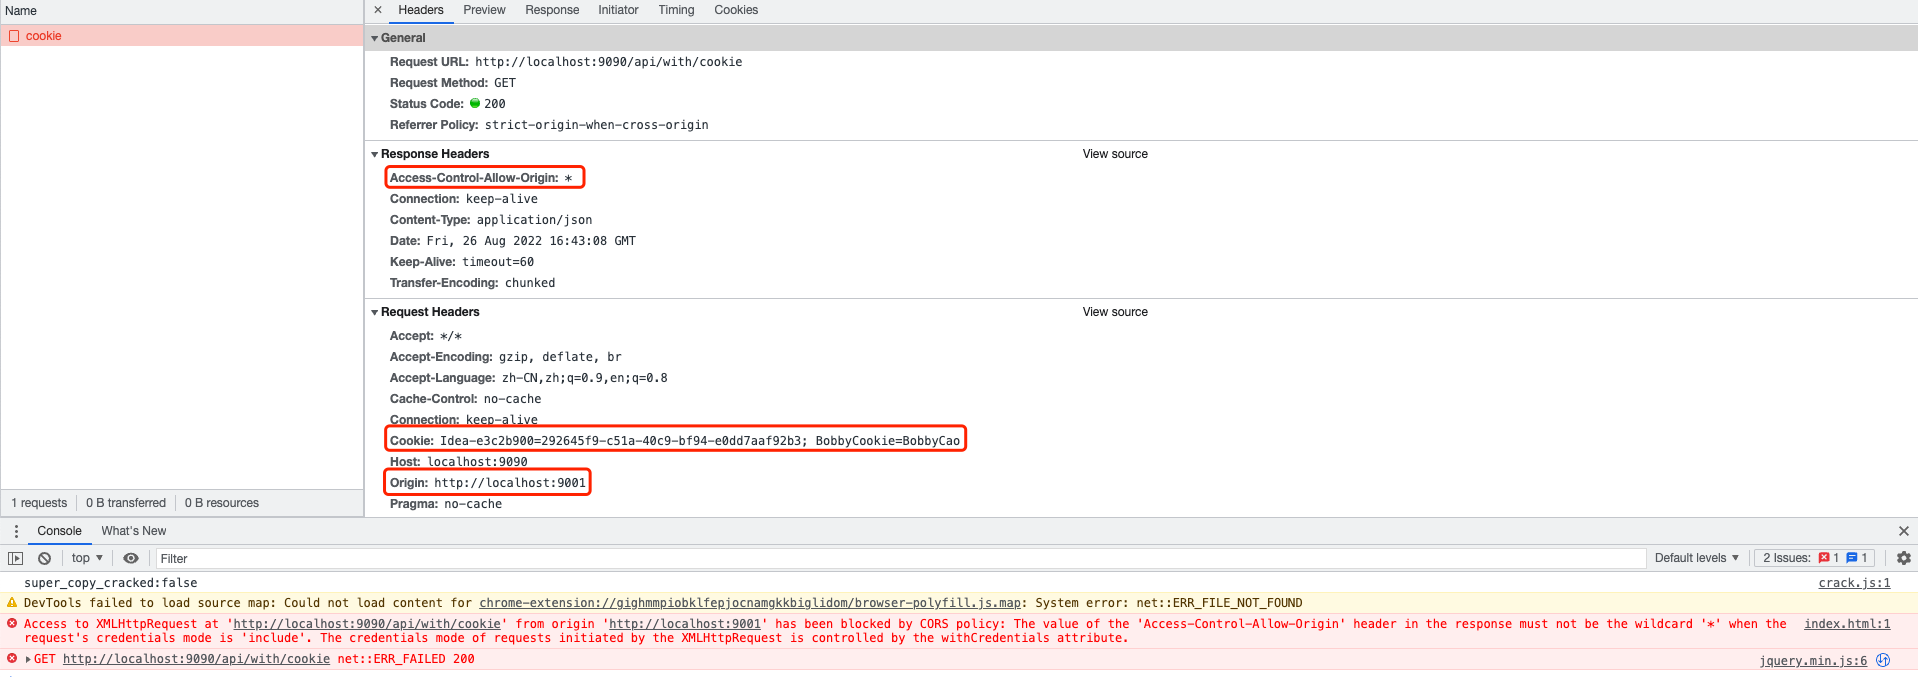 Name
cookie
1 requests
0 B transferred
0 B resources
× Headers Preview Response Initiator Timing Cookies
General
Request URL: http://localhost:9090/api/with/cookie
Request Method: GET
Status Code: 200
Referrer Policy: strict-origin-when-cross-origin
Response Headers View source
Access-Control-Allow-Origin: *
Connection: keep-alive
Content-Type: application/json
Date: Fri, 26 Aug 2022 16:43:08 GMT
Keep-Alive: timeout=60
Transfer-Encoding: chunked
Request Headers View source
Accept: */*
Accept-Encoding: gzip, deflate, br
Accept-Language: zh-CN,zh;q=0.9,en;q=0.8
Cache-Control: no-cache
Connection: keep-alive
Cookie: Idea-e3c2b900=292645f9-c51a-40c9-bf94-e0dd7aaf92b3; BobbyCookie=BobbyCao
Host: localhost:9090
Origin: http://localhost:9001
Pragma: no-cache
Console What's New
top Filter Default levels 2 Issues: 1 1
super_copy_cracked:false crack.js:1
DevTools failed to load source map: Could not load content for chrome-extension://gighmmpiobklfepjocnamgkkbiglidom/browser-polyfill.js.map: System error: net::ERR_FILE_NOT_FOUND
Access to XMLHttpRequest at 'http://localhost:9090/api/with/cookie' from origin 'http://localhost:9001' has been blocked by CORS policy: The value of the 'Access-Control-Allow-Origin' header in the response must not be the wildcard '*' when the index.html:1
request's credentials mode is 'include'. The credentials mode of requests initiated by the XMLHttpRequest is controlled by the withCredentials attribute.
GET http://localhost:9090/api/with/cookie net::ERR_FAILED 200 jquery.min.js:6